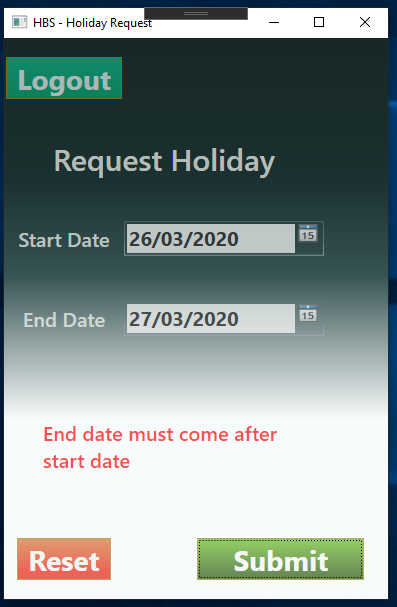 HBS - Holiday Request
Logout
Request Holiday
Start Date 26/03/2020 15
End Date 27/03/2020 15
End date must come after
start date
Reset Submit